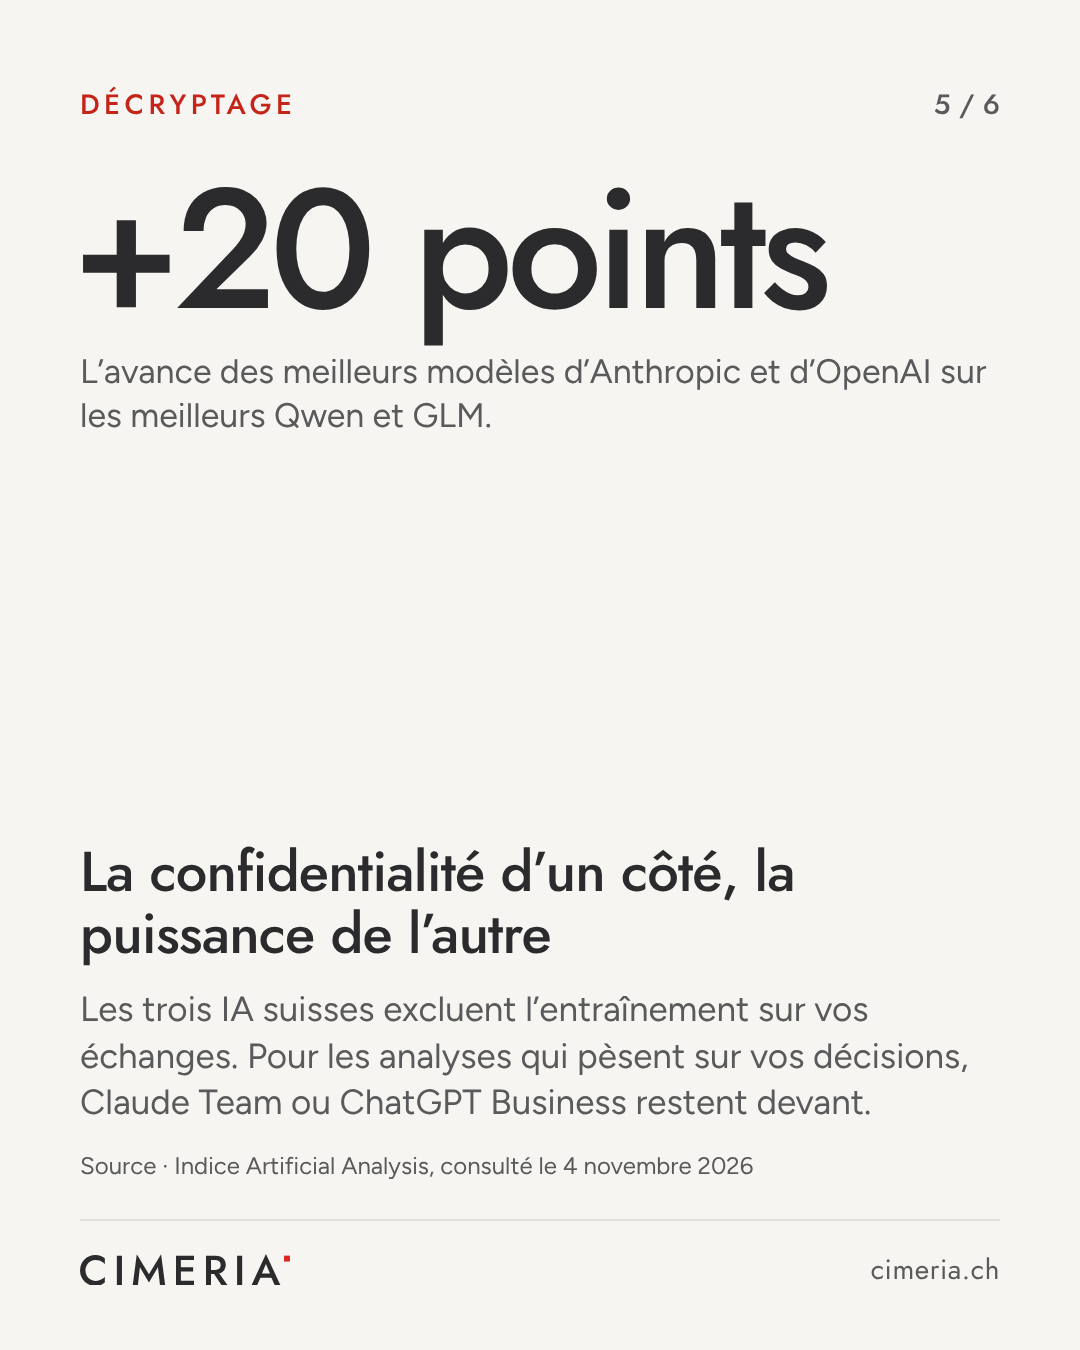 DÉCRYPTAGE
5 / 6
+20 points
L’avance des meilleurs modèles d’Anthropic et d’OpenAI sur
les meilleurs Qwen et GLM.
La confidentialité d’un côté, la
puissance de l’autre
Les trois IA suisses excluent l’entraînement sur vos
échanges. Pour les analyses qui pèsent sur vos décisions,
Claude Team ou ChatGPT Business restent devant.
Source · Indice Artificial Analysis, consulté le 4 novembre 2026
CIMERIA
cimeria.ch